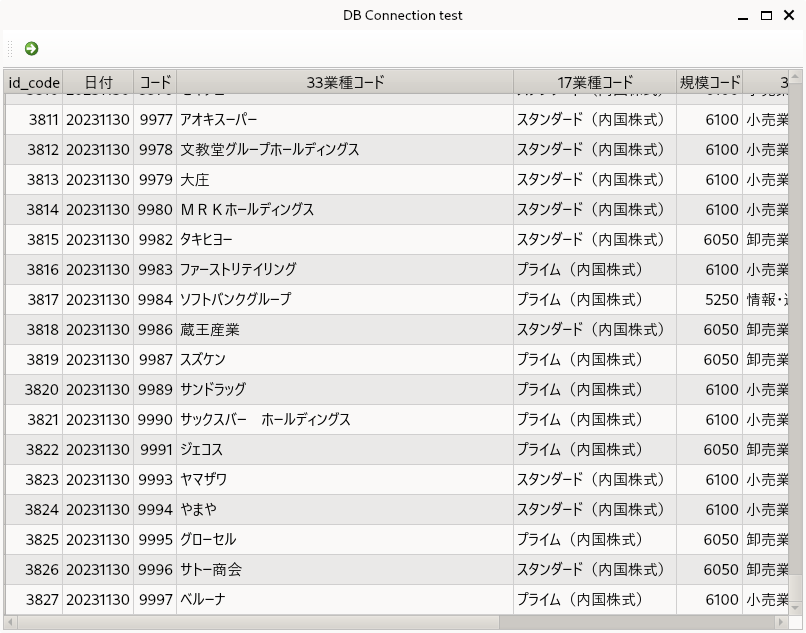 DB Connection test
id_code 日付 コード 33業種コード 17業種コード 規模コード 3
3811 20231130 9977 アオキスーパー スタンダード（内国株式） 6100 小売業
3812 20231130 9978 文教堂グループホールディングス スタンダード（内国株式） 6100 小売業
3813 20231130 9979 大庄 スタンダード（内国株式） 6100 小売業
3814 20231130 9980 ＭＲＫホールディングス スタンダード（内国株式） 6100 小売業
3815 20231130 9982 タキヒヨー スタンダード（内国株式） 6050 卸売業
3816 20231130 9983 ファーストリテイリング プライム（内国株式） 6100 小売業
3817 20231130 9984 ソフトバンクグループ プライム（内国株式） 5250 情報・
3818 20231130 9986 蔵王産業 スタンダード（内国株式） 6050 卸売業
3819 20231130 9987 スズケン プライム（内国株式） 6050 卸売業
3820 20231130 9989 サンドラッグ プライム（内国株式） 6100 小売業
3821 20231130 9990 サックスバー　ホールディングス プライム（内国株式） 6100 小売業
3822 20231130 9991 ジェコス プライム（内国株式） 6050 卸売業
3823 20231130 9993 ヤマザワ スタンダード（内国株式） 6100 小売業
3824 20231130 9994 やまや スタンダード（内国株式） 6100 小売業
3825 20231130 9995 グローセル プライム（内国株式） 6050 卸売業
3826 20231130 9996 サトー商会 スタンダード（内国株式） 6050 卸売業
3827 20231130 9997 ベルーナ プライム（内国株式） 6100 小売業